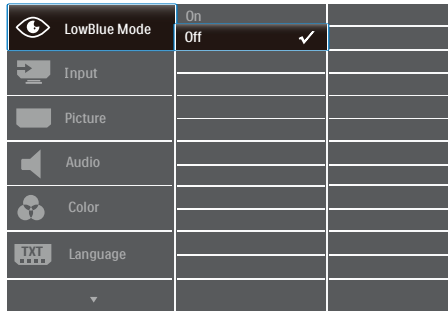 LowBlue Mode
On
Off
Input
Picture
Audio
Color
TXT
Language